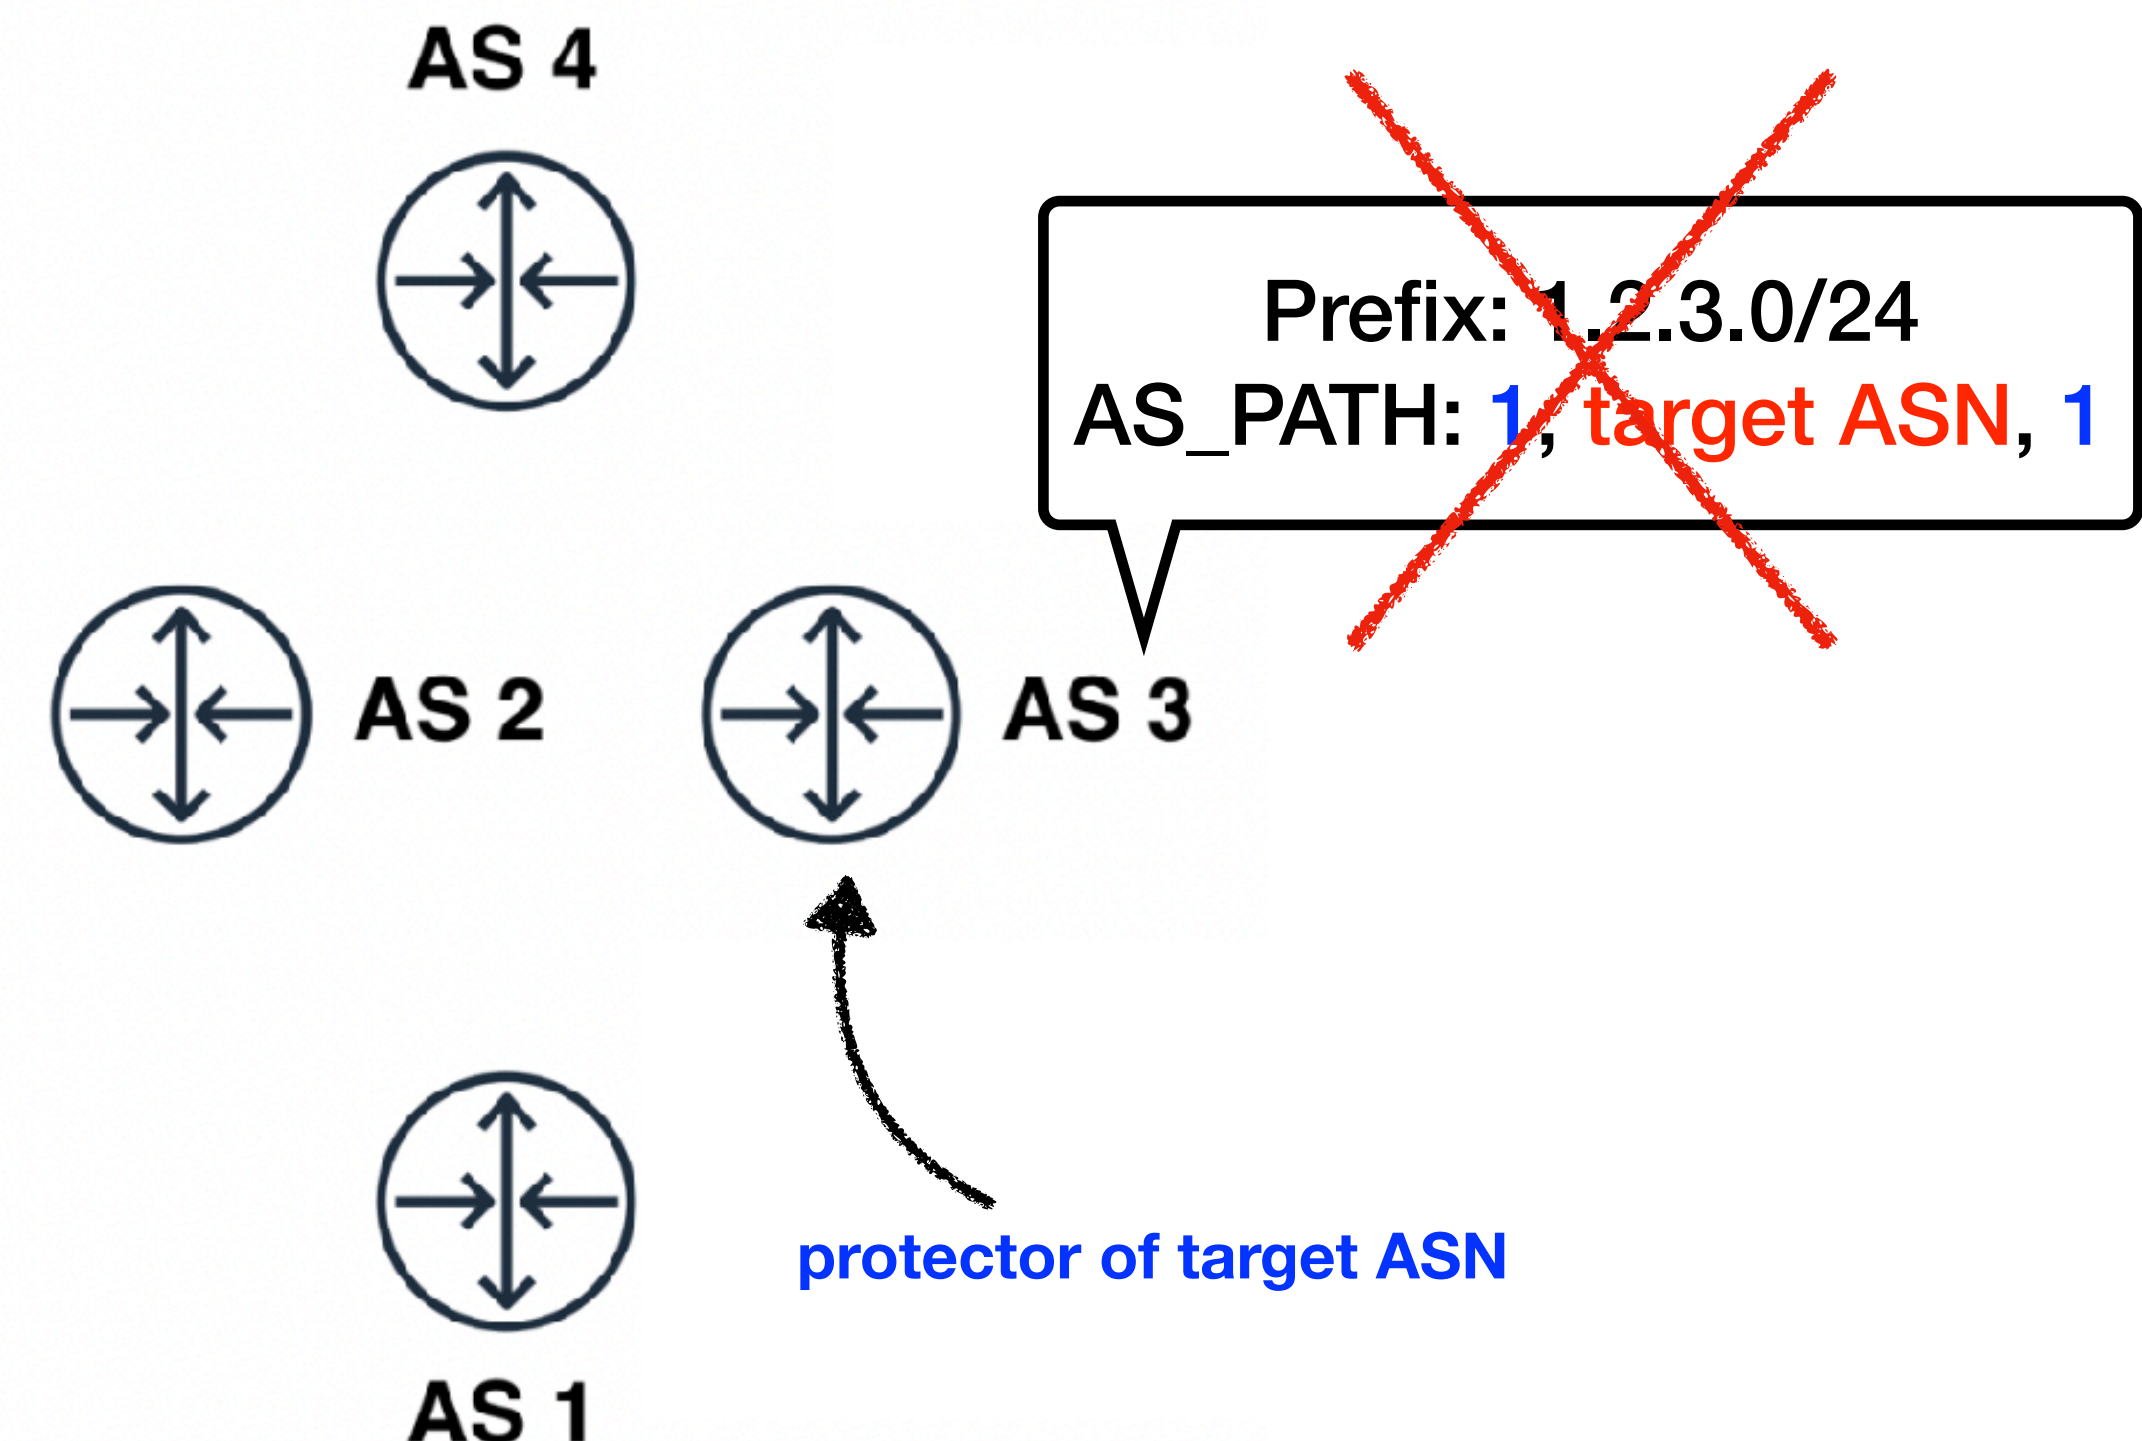 AS 4
Prefix: 1.2.3.0/24
AS_PATH: 1, target ASN, 1
AS 2
AS 3
protector of target ASN
AS 1